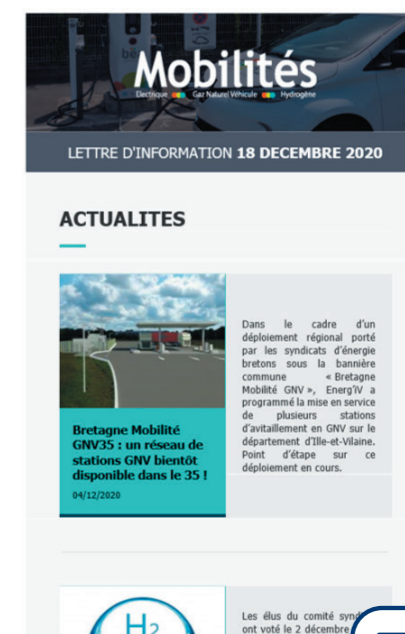 Mobilités
Electrique Gaz Naturel Véhicule Hydrogène
LETTRE D'INFORMATION 18 DECEMBRE 2020
ACTUALITES
Bretagne Mobilité
GNV35 : un réseau de
stations GNV bientôt
disponible dans le 35 !
04/12/2020
Dans le cadre d'un
déploiement régional porté
par les syndicats d'énergie
bretons sous la bannière
commune « Bretagne
Mobilité GNV », Energ'iV a
programmé la mise en service
de plusieurs stations
d'avitaillement en GNV sur le
département d'Ille-et-Vilaine.
Point d'étape sur ce
déploiement en cours.
H2
Les élus du comité
ont voté le 2 décembre